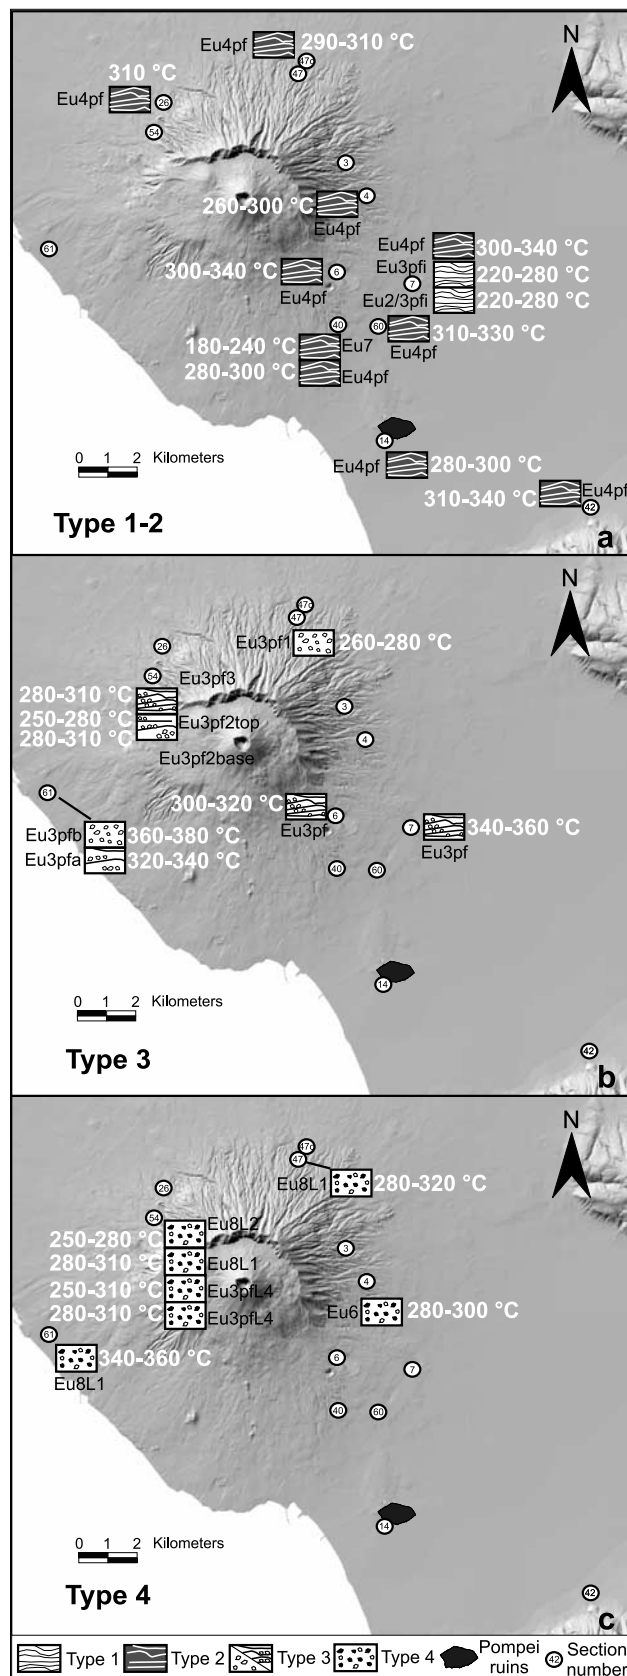 Eu4pf 290-310 °C
47c
47
N
310 °C
Eu4pf 26
54
3
4
260-300 °C
Eu4pf
61
Eu4pf 300-340 °C
Eu3pfi 220-280 °C
7
Eu2/3pfi 220-280 °C
300-340 °C 6
Eu4pf
40 60 310-330 °C
Eu4pf
180-240 °C Eu7
280-300 °C Eu4pf
14
Eu4pf 280-300 °C
310-340 °C Eu4pf
42
0 1 2 Kilometers
Type 1-2
a
47c
47
N
Eu3pf1 260-280 °C
26
54
Eu3pf3
280-310 °C
250-280 °C Eu3pf2top
280-310 °C
Eu3pf2base
3
4
61
300-320 °C 6
Eu3pf
7 340-360 °C
Eu3pf
Eu3pfb 360-380 °C
Eu3pfa 320-340 °C
40 60
14
0 1 2 Kilometers
42
Type 3
b
47c
47
N
Eu8L1 280-320 °C
26
54
Eu8L2
250-280 °C
280-310 °C Eu8L1
250-310 °C Eu3pfL4
280-310 °C Eu3pfL4
3
4
Eu6 280-300 °C
61
340-360 °C
Eu8L1
6
7
40 60
14
0 1 2 Kilometers
42
Type 4
c
Type 1 Type 2 Type 3 Type 4 Pompei ruins 42 Section number